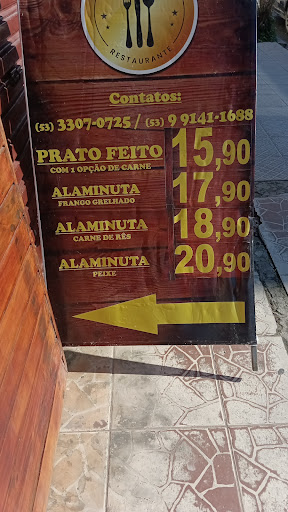 RESTAURANTE
Contatos:
(53) 3307-0725 / (53) 9 9141-1688
PRATO FEITO 15,90
COM 1 OPÇÃO DE CARNE
ALAMINUTA 17,90
FRANGO GRELHADO
ALAMINUTA 18,90
CARNE DE RÊS
ALAMINUTA 20,90
PEIXE